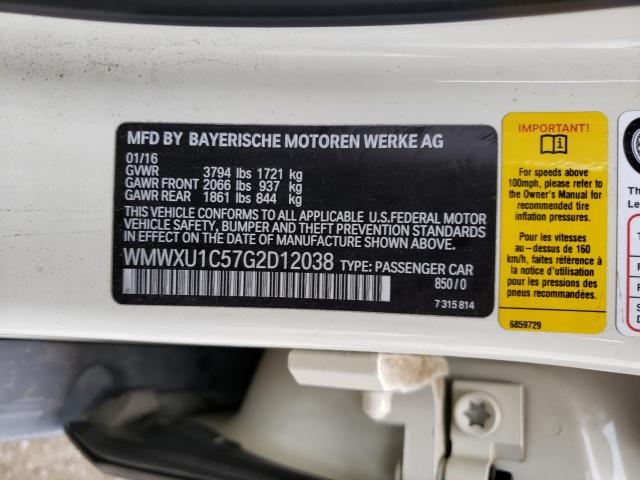 MFD BY BAYERISCHE MOTOREN WERKE AG
01/16
GVWR 3794 lbs 1721 kg
GAWR FRONT 2066 lbs 937 kg
GAWR REAR 1861 lbs 844 kg
THIS VEHICLE CONFORMS TO ALL APPLICABLE U.S.FEDERAL MOTOR
VEHICLE SAFETY, BUMPER AND THEFT PREVENTION STANDARDS
IN EFFECT ON THE DATE OF MANUFACTURE SHOWN ABOVE.
WMWXU1C57G2D12038 TYPE: PASSENGER CAR
850 / 0
7 315 814
IMPORTANT!
For speeds above
100mph, please refer to
the Owner's Manual for
recommended tire
inflation pressures.
Pour les vitesses
au-dessus de 160
km/h, faites référence à
la notice d'utilisation
pour les pressions des
pneus recommandées.
6859729